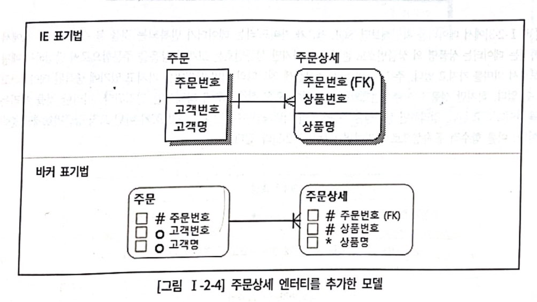 IE 표기법
주문
주문번호
고객번호
고객명
주문상세
주문번호 (FK)
상품번호
상품명
바커 표기법
주문
# 주문번호
o 고객번호
o 고객명
주문상세
# 주문번호 (FK)
# 상품번호
* 상품명
[그림 Ⅰ-2-4] 주문상세 엔터티를 추가한 모델